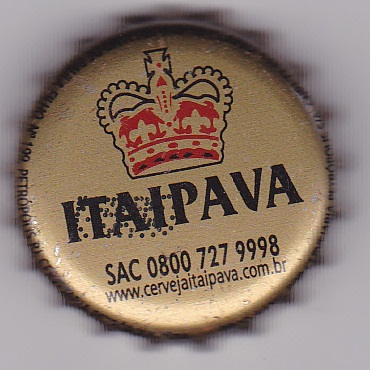 ITAIPAVA
SAC 0800 727 9998
www.cervejaitaipava.com.br